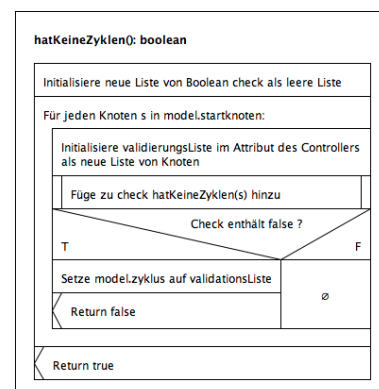 hatKeineZyklen(): boolean
Initialisiere neue Liste von Boolean check als leere Liste
Für jeden Knoten s in model.startknoten:
Initialisiere validierungsListe im Attribut des Controllers
als neue Liste von Knoten
Füge zu check hatKeineZyklen(s) hinzu
Check enthält false ?
T
F
Setze model.zyklus auf validationsListe
Return false
ø
Return true